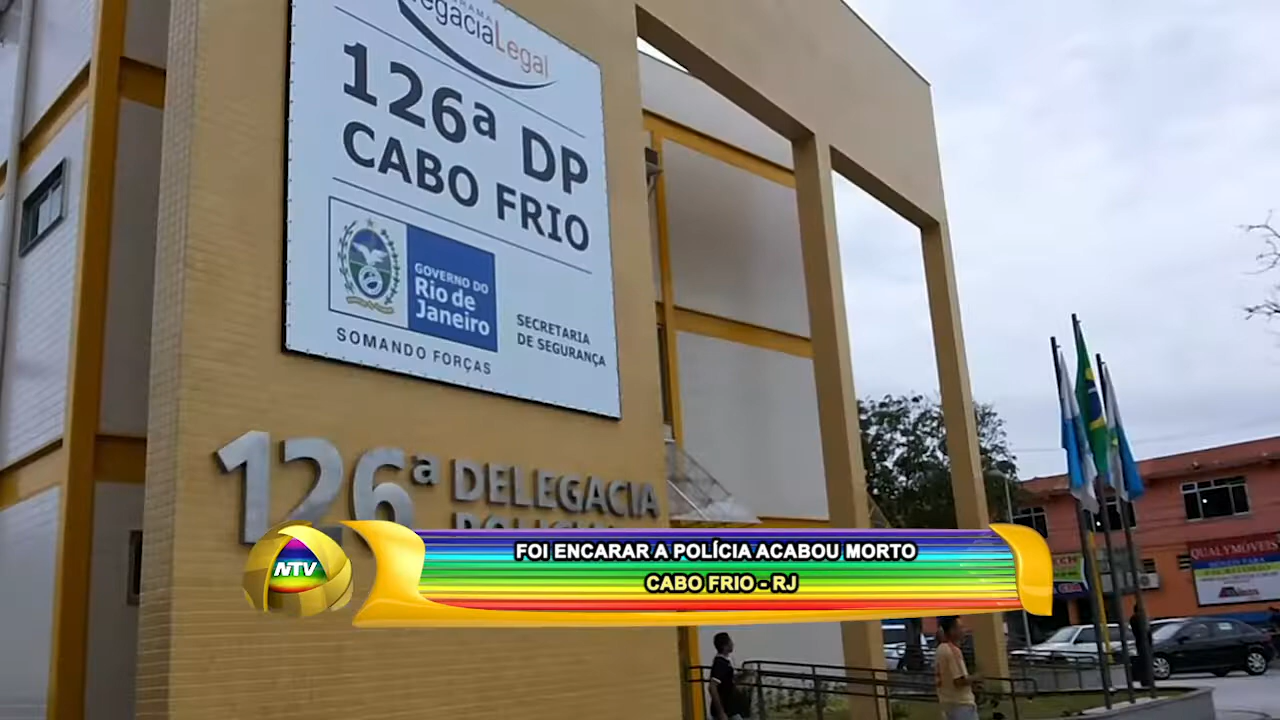 DelegaciaLegal
126ª DP
CABO FRIO
GOVERNO DO
Rio de
Janeiro
SOMANDO FORÇAS
SECRETARIA
DE SEGURANÇA
126ª DELEGACIA
NTV
FOI ENCARAR A POLÍCIA ACABOU MORTO
CABO FRIO - RJ
QUALYMÓVEIS